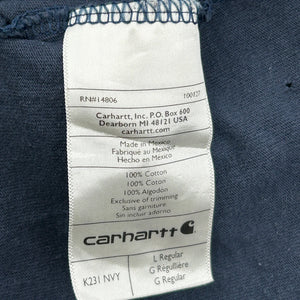 RN#14806 100727
Carhartt, Inc. P.O. Box 600
Dearborn MI 48121 USA
carhartt.com
Made in Mexico
Fabriqué au Mexique
Hecho en México
100% Cotton
100% Coton
100% Algodon
Exclusive of trimming
Sans garniture
Sin incluir adorno
carhartt
K231 NVY
L Regular
G Régulière
G Regular